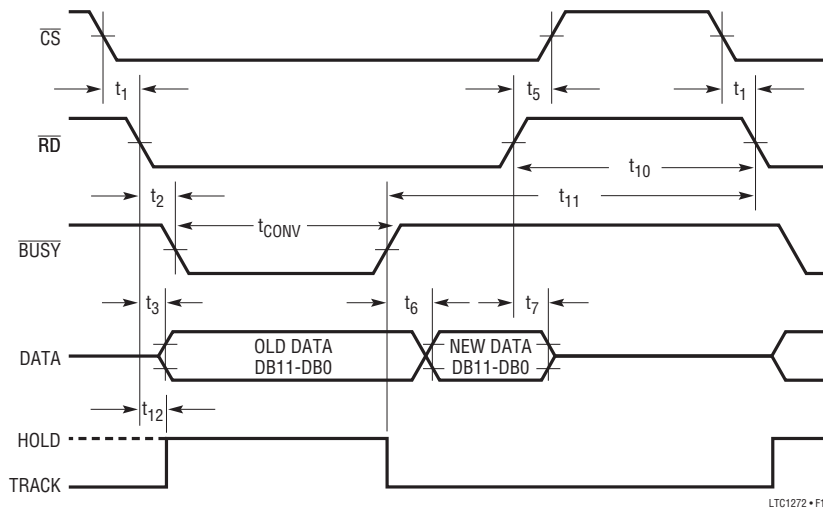 CS
t1
t5
t1
RD
t10
t2
t11
tCONV
BUSY
t3
t6
t7
DATA
OLD DATA
DB11-DB0
NEW DATA
DB11-DB0
t12
HOLD
TRACK
LTC1272 • F1